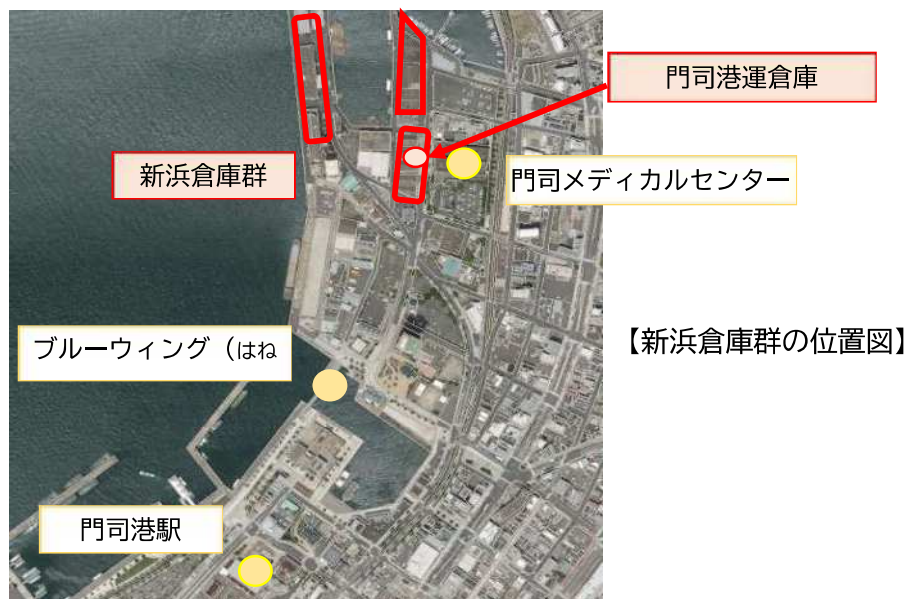 門司港運倉庫
新浜倉庫群
門司メディカルセンター
ブルーウィング（はね
【新浜倉庫群の位置図】
門司港駅